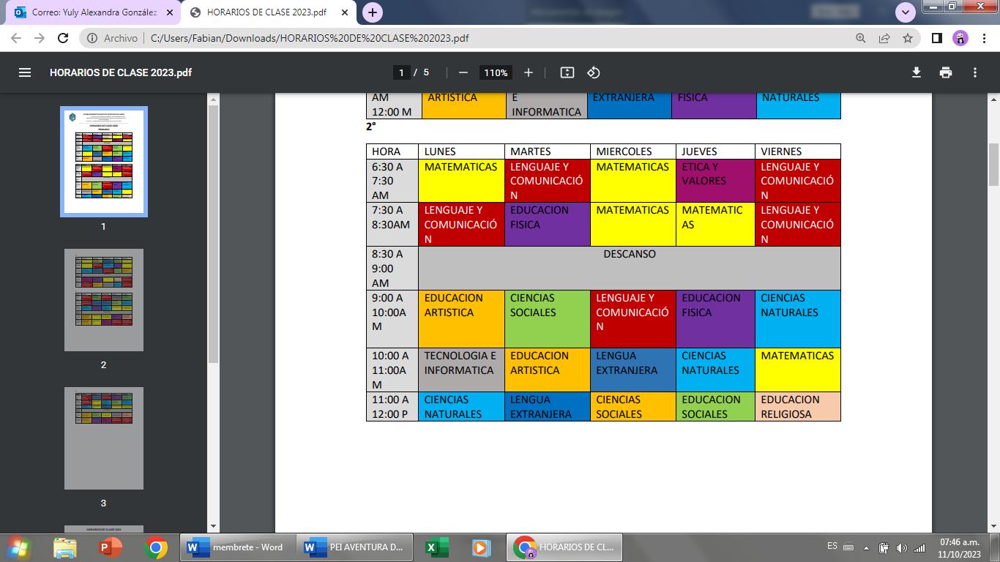 Correo: Yuly Alexandra González
HORARIOS DE CLASE 2023.pdf
Archivo C:/Users/Fabian/Downloads/HORARIOS%20DE%20CLASE%202023.pdf
HORARIOS DE CLASE 2023.pdf
1 / 5
110%
AM
12:00 M
ARTISTICA
E
INFORMATICA
EXTRANJERA
FISICA
NATURALES
2°
HORA LUNES MARTES MIERCOLES JUEVES VIERNES
6:30 A
7:30
AM
MATEMATICAS
LENGUAJE Y
COMUNICACIÓ
N
MATEMATICAS
ETICA Y
VALORES
LENGUAJE Y
COMUNICACIÓ
N
7:30 A
8:30AM
LENGUAJE Y
COMUNICACIÓ
N
EDUCACION
FISICA
MATEMATICAS
MATEMATIC
AS
LENGUAJE Y
COMUNICACIÓ
N
8:30 A
9:00
AM
DESCANSO
9:00 A
10:00A
M
EDUCACION
ARTISTICA
CIENCIAS
SOCIALES
LENGUAJE Y
COMUNICACIÓ
N
EDUCACION
FISICA
CIENCIAS
NATURALES
10:00 A
11:00A
M
TECNOLOGIA E
INFORMATICA
EDUCACION
ARTISTICA
LENGUA
EXTRANJERA
CIENCIAS
NATURALES
MATEMATICAS
11:00 A
12:00 P
CIENCIAS
NATURALES
LENGUA
EXTRANJERA
CIENCIAS
SOCIALES
EDUCACION
SOCIALES
EDUCACION
RELIGIOSA
1
2
3
HORARIOS DE CLASE 2023
membrete - Word
PEI AVENTURA D...
HORARIOS DE CL...
ES
07:46 a.m.
11/10/2023